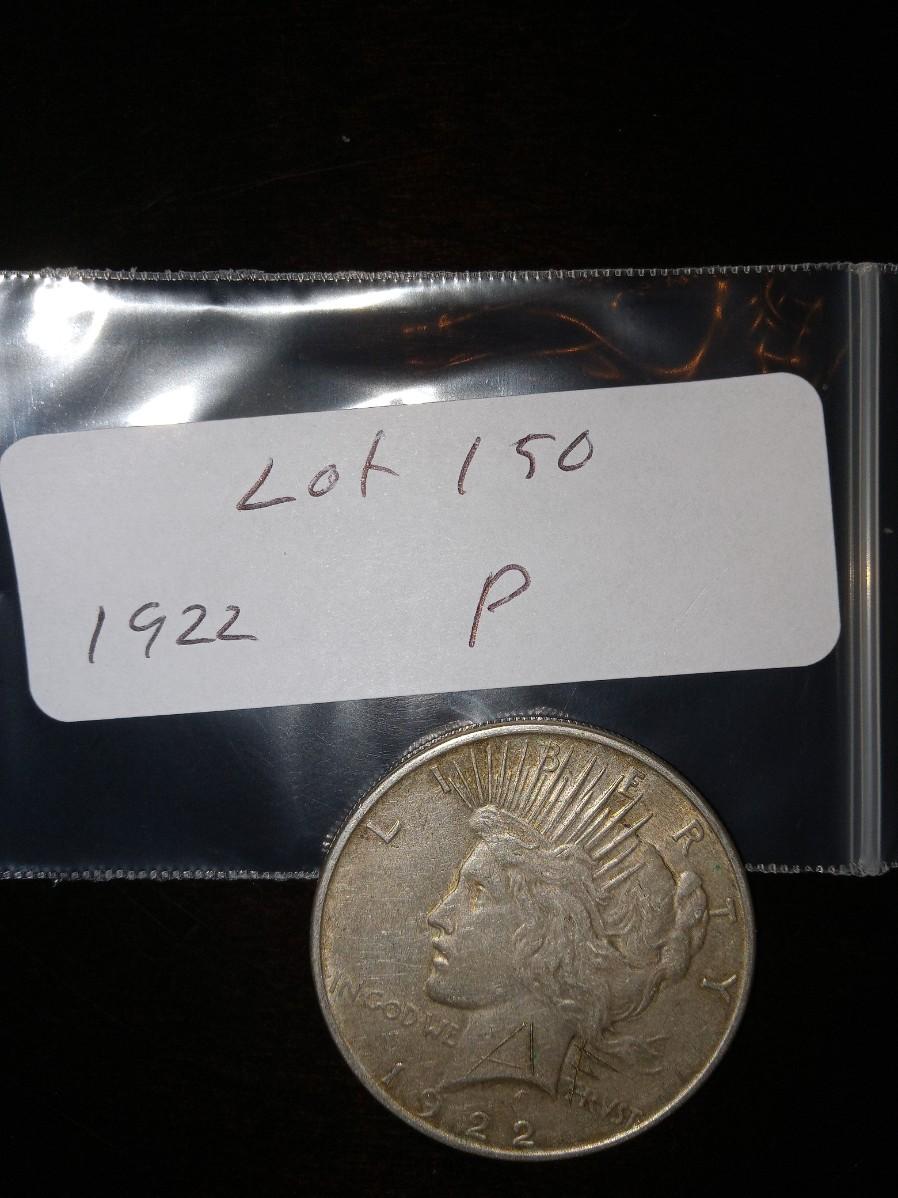 Lot 150
1922 P
LIBERTY
IN GOD WE TRVST
A F
1922